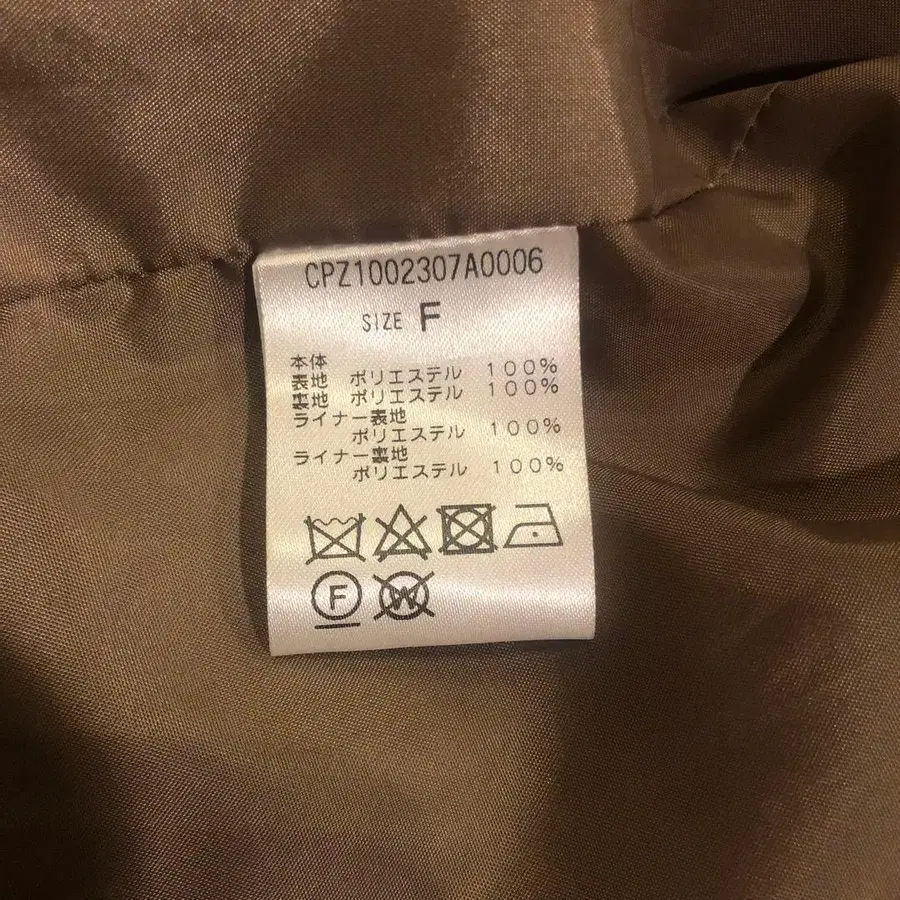 CPZ1002307A0006
SIZE F
本体
表地 ポリエステル 100%
裏地 ポリエステル 100%
ライナー表地
ポリエステル 100%
ライナー裏地
ポリエステル 100%
F W